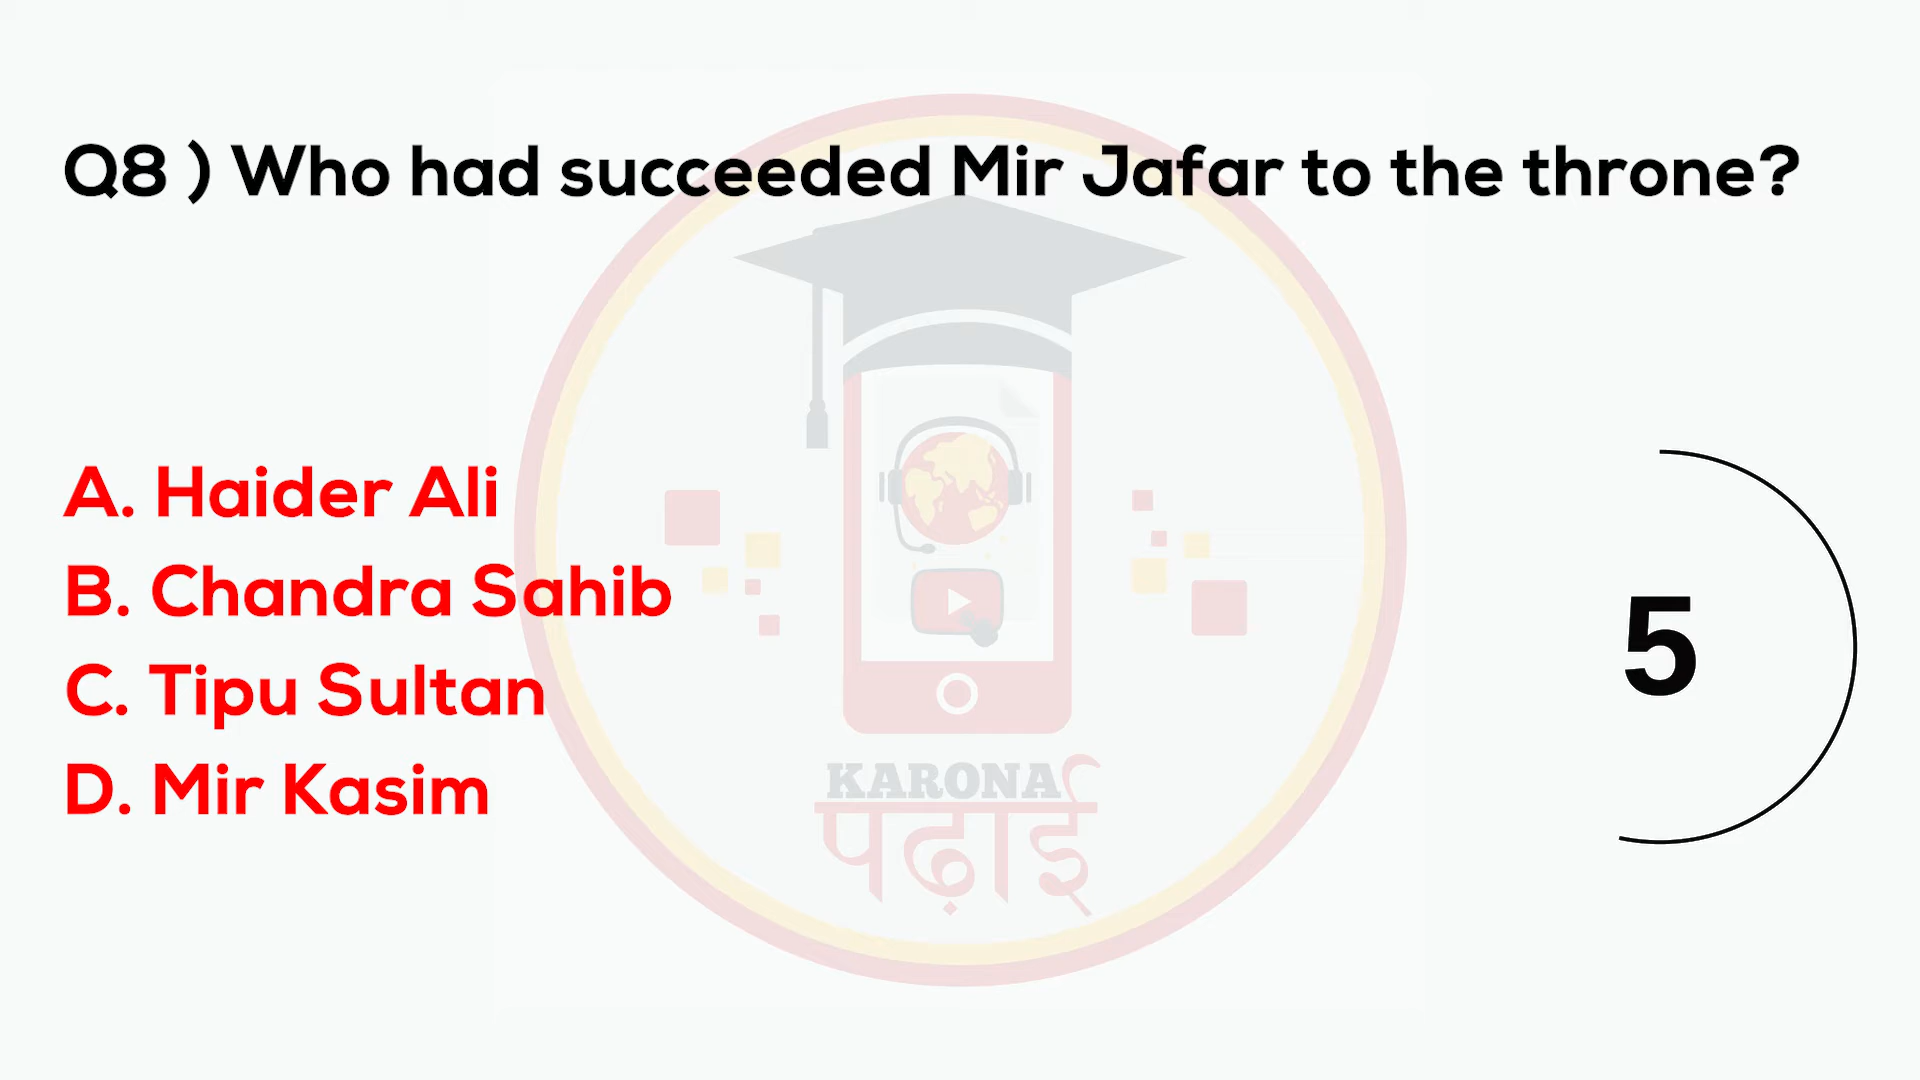 Q8 ) Who had succeeded Mir Jafar to the throne?
A. Haider Ali
B. Chandra Sahib
C. Tipu Sultan
D. Mir Kasim
5
KARONA
पढ़ाई